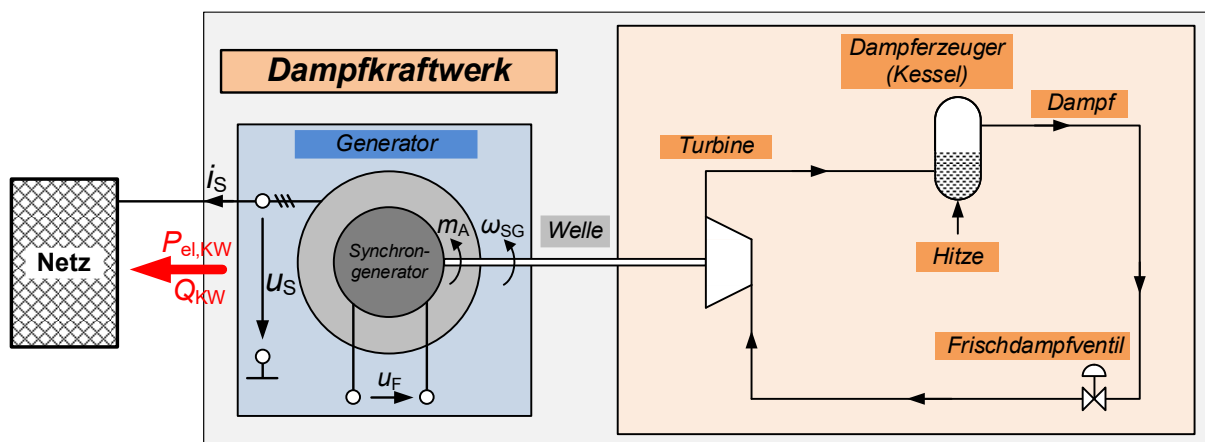 Dampfkraftwerk
Dampferzeuger
(Kessel)
Dampf
Generator
Turbine
iS
mA
ωSG
Welle
Synchron-
generator
Netz
Pel,KW
QKW
uS
Hitze
Frischdampfventil
uF